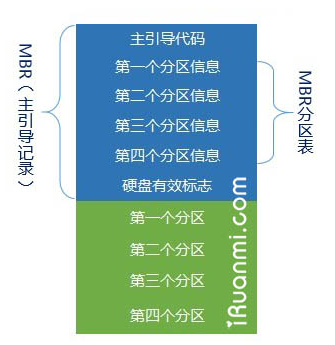 MBR（主引导记录）
主引导代码
第一个分区信息
第二个分区信息
第三个分区信息
第四个分区信息
硬盘有效标志
MBR分区表
第一个分区
第二个分区
第三个分区
第四个分区
iRuanmi.com